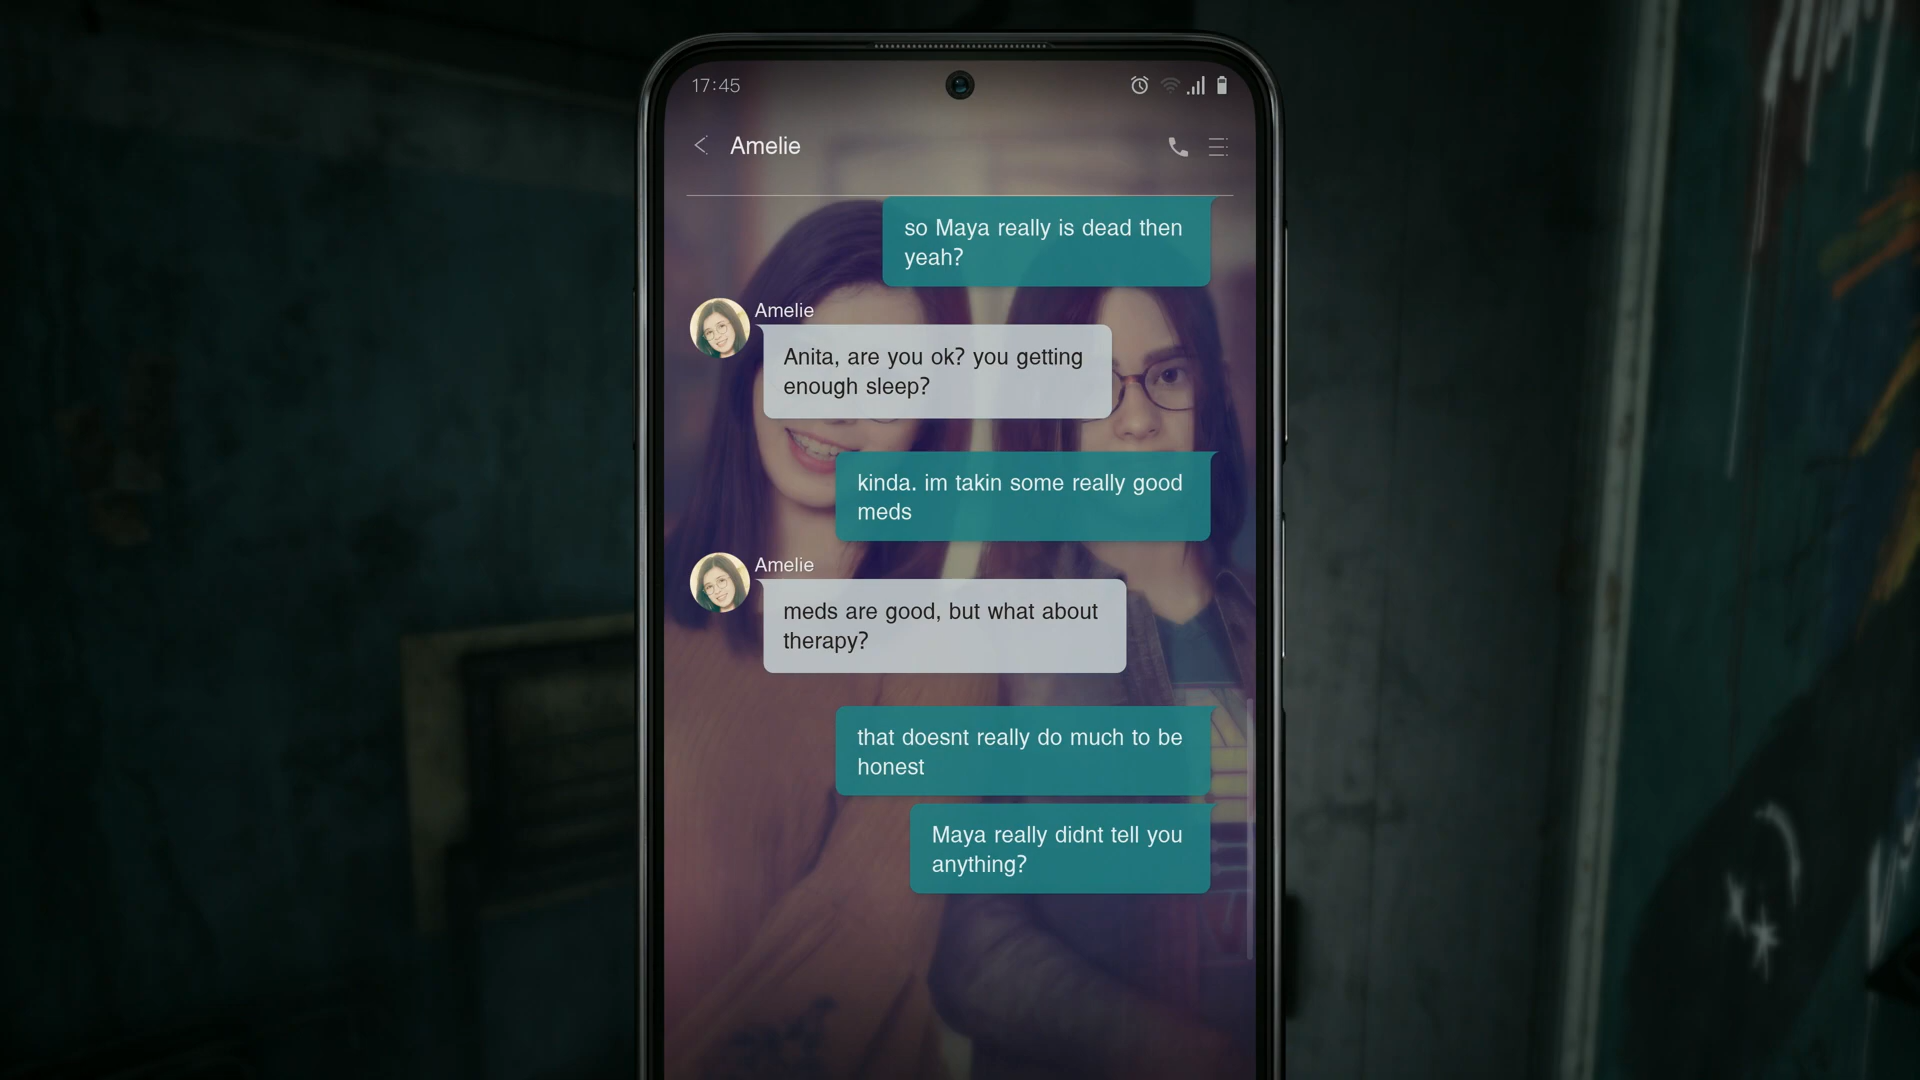 17:45
Amelie
so Maya really is dead then
yeah?
Amelie
Anita, are you ok? you getting
enough sleep?
kinda. im takin some really good
meds
Amelie
meds are good, but what about
therapy?
that doesnt really do much to be
honest
Maya really didnt tell you
anything?